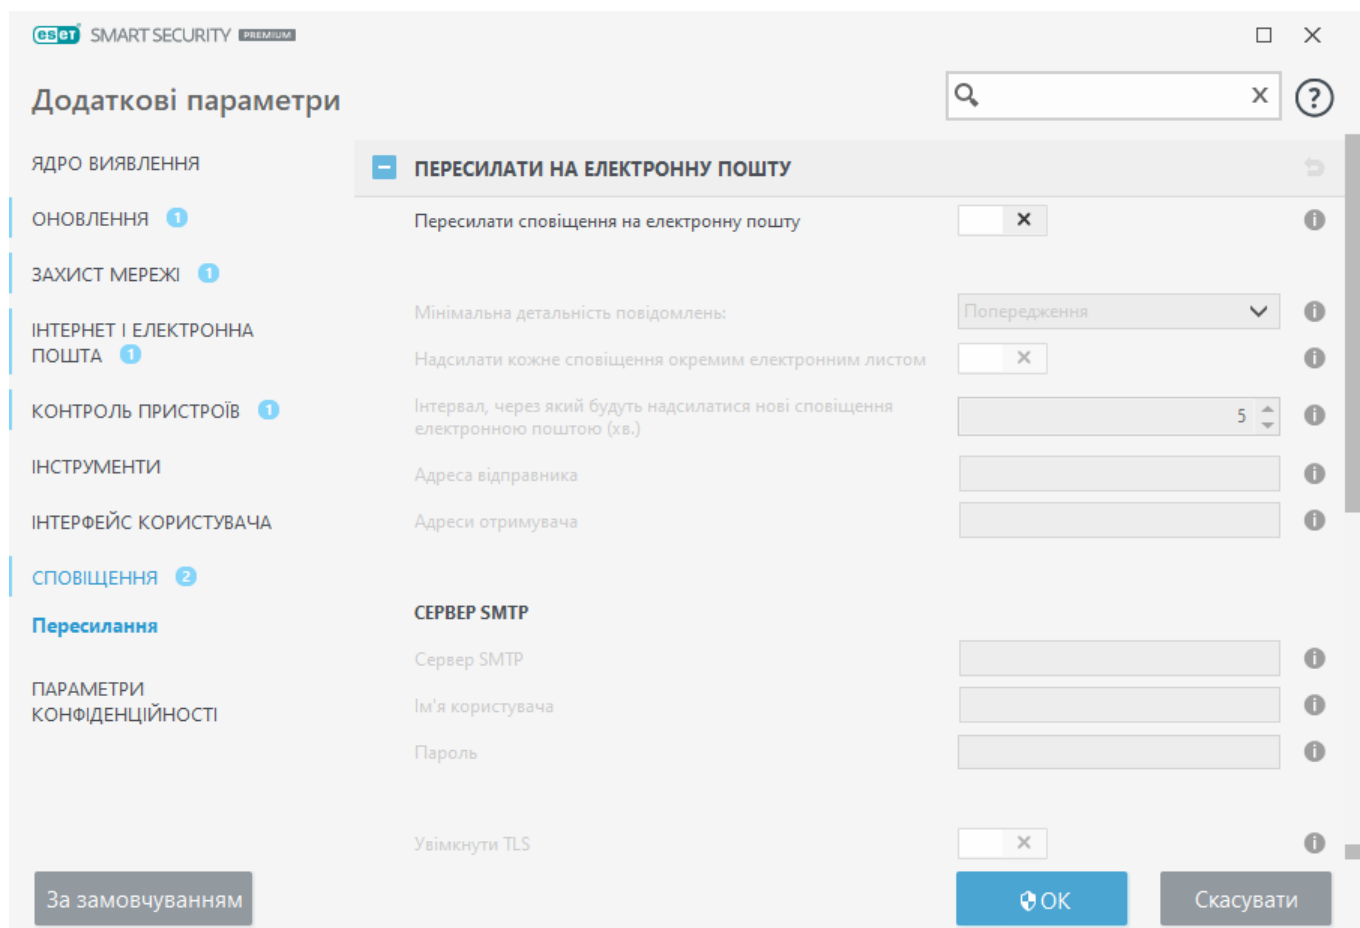 eset SMART SECURITY PREMIUM
Додаткові параметри
ЯДРО ВИЯВЛЕННЯ
ОНОВЛЕННЯ 1
ЗАХИСТ МЕРЕЖІ 1
ІНТЕРНЕТ І ЕЛЕКТРОННА
ПОШТА 1
КОНТРОЛЬ ПРИСТРОЇВ 1
ІНСТРУМЕНТИ
ІНТЕРФЕЙС КОРИСТУВАЧА
СПОВІЩЕННЯ 2
Пересилання
ПАРАМЕТРИ
КОНФІДЕНЦІЙНОСТІ
ПЕРЕСИЛАТИ НА ЕЛЕКТРОННУ ПОШТУ
Пересилати сповіщення на електронну пошту
Мінімальна детальність повідомлень: Попередження
Надсилати кожне сповіщення окремим електронним листом
Інтервал, через який будуть надсилатися нові сповіщення
електронною поштою (хв.) 5
Адреса відправника
Адреси отримувача
СЕРВЕР SMTP
Сервер SMTP
Ім'я користувача
Пароль
Увімкнути TLS
За замовчуванням
ОК
Скасувати